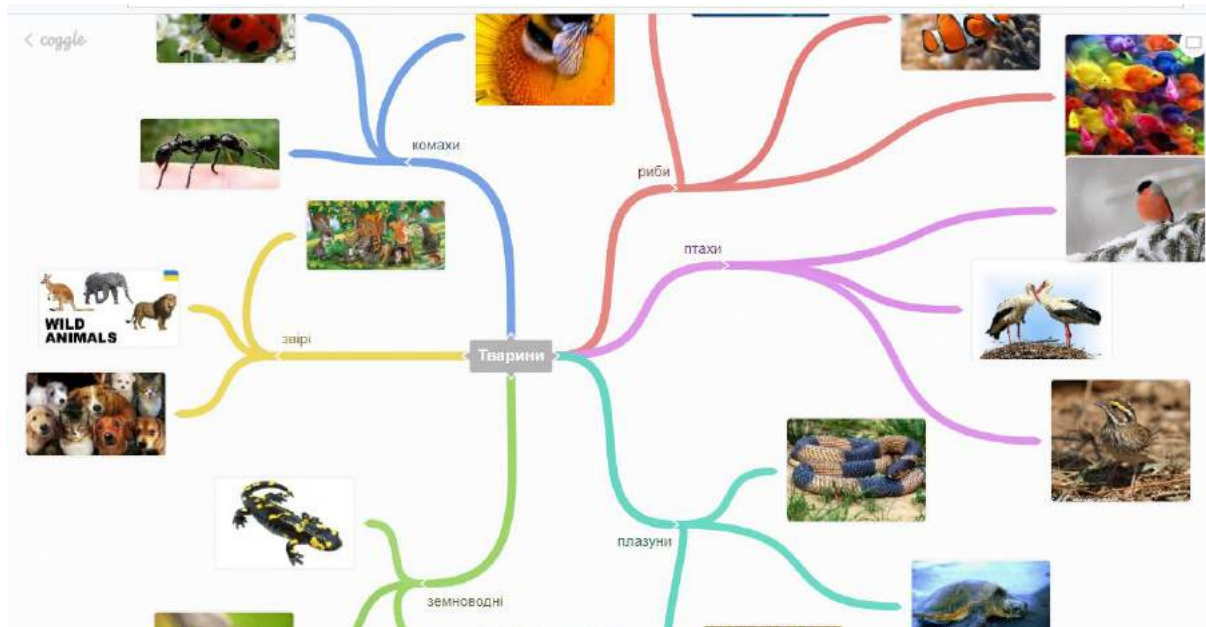 coggle
комахи
риби
птахи
WILD
ANIMALS
звірі
Тварини
плазуни
земноводні